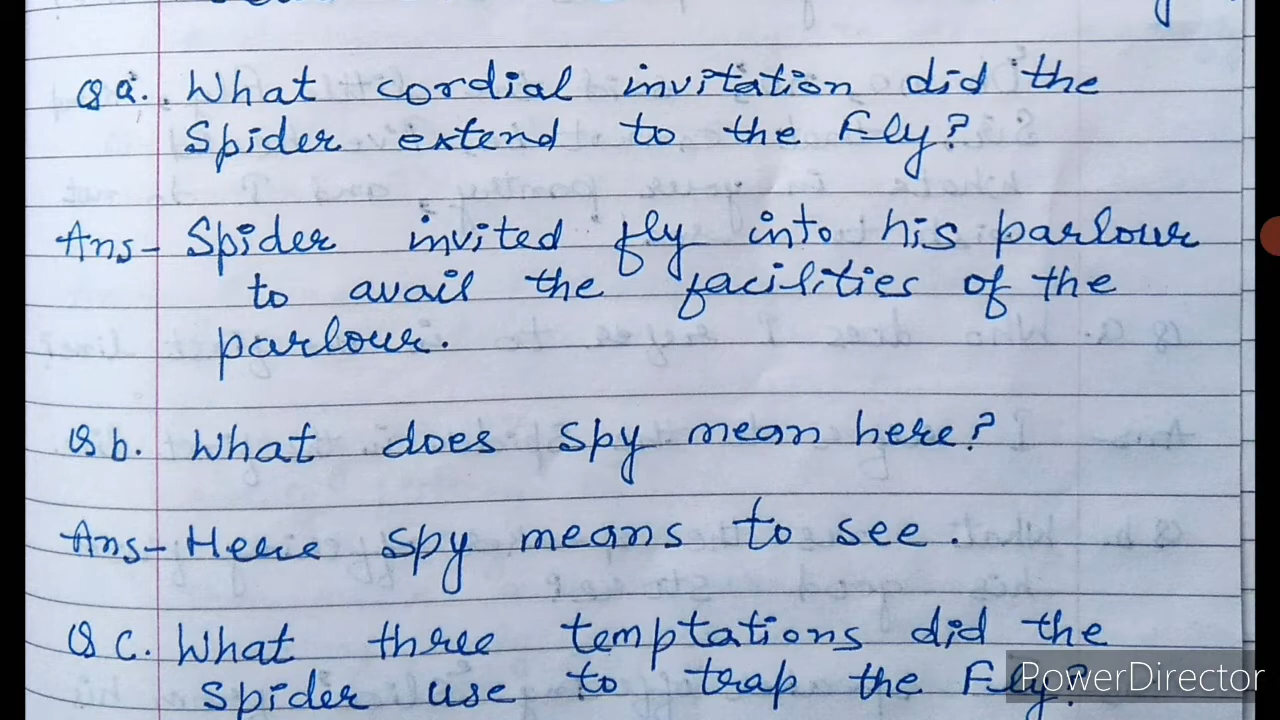 Q a. What cordial invitation did the
Spider extend to the Fly?
Ans- Spider invited fly into his parlour
to avail the facilities of the
parlour.
Q b. What does spy mean here?
Ans- Here spy means to see.
Q c. What three temptations did the
Spider use to trap the Fly?
PowerDirector